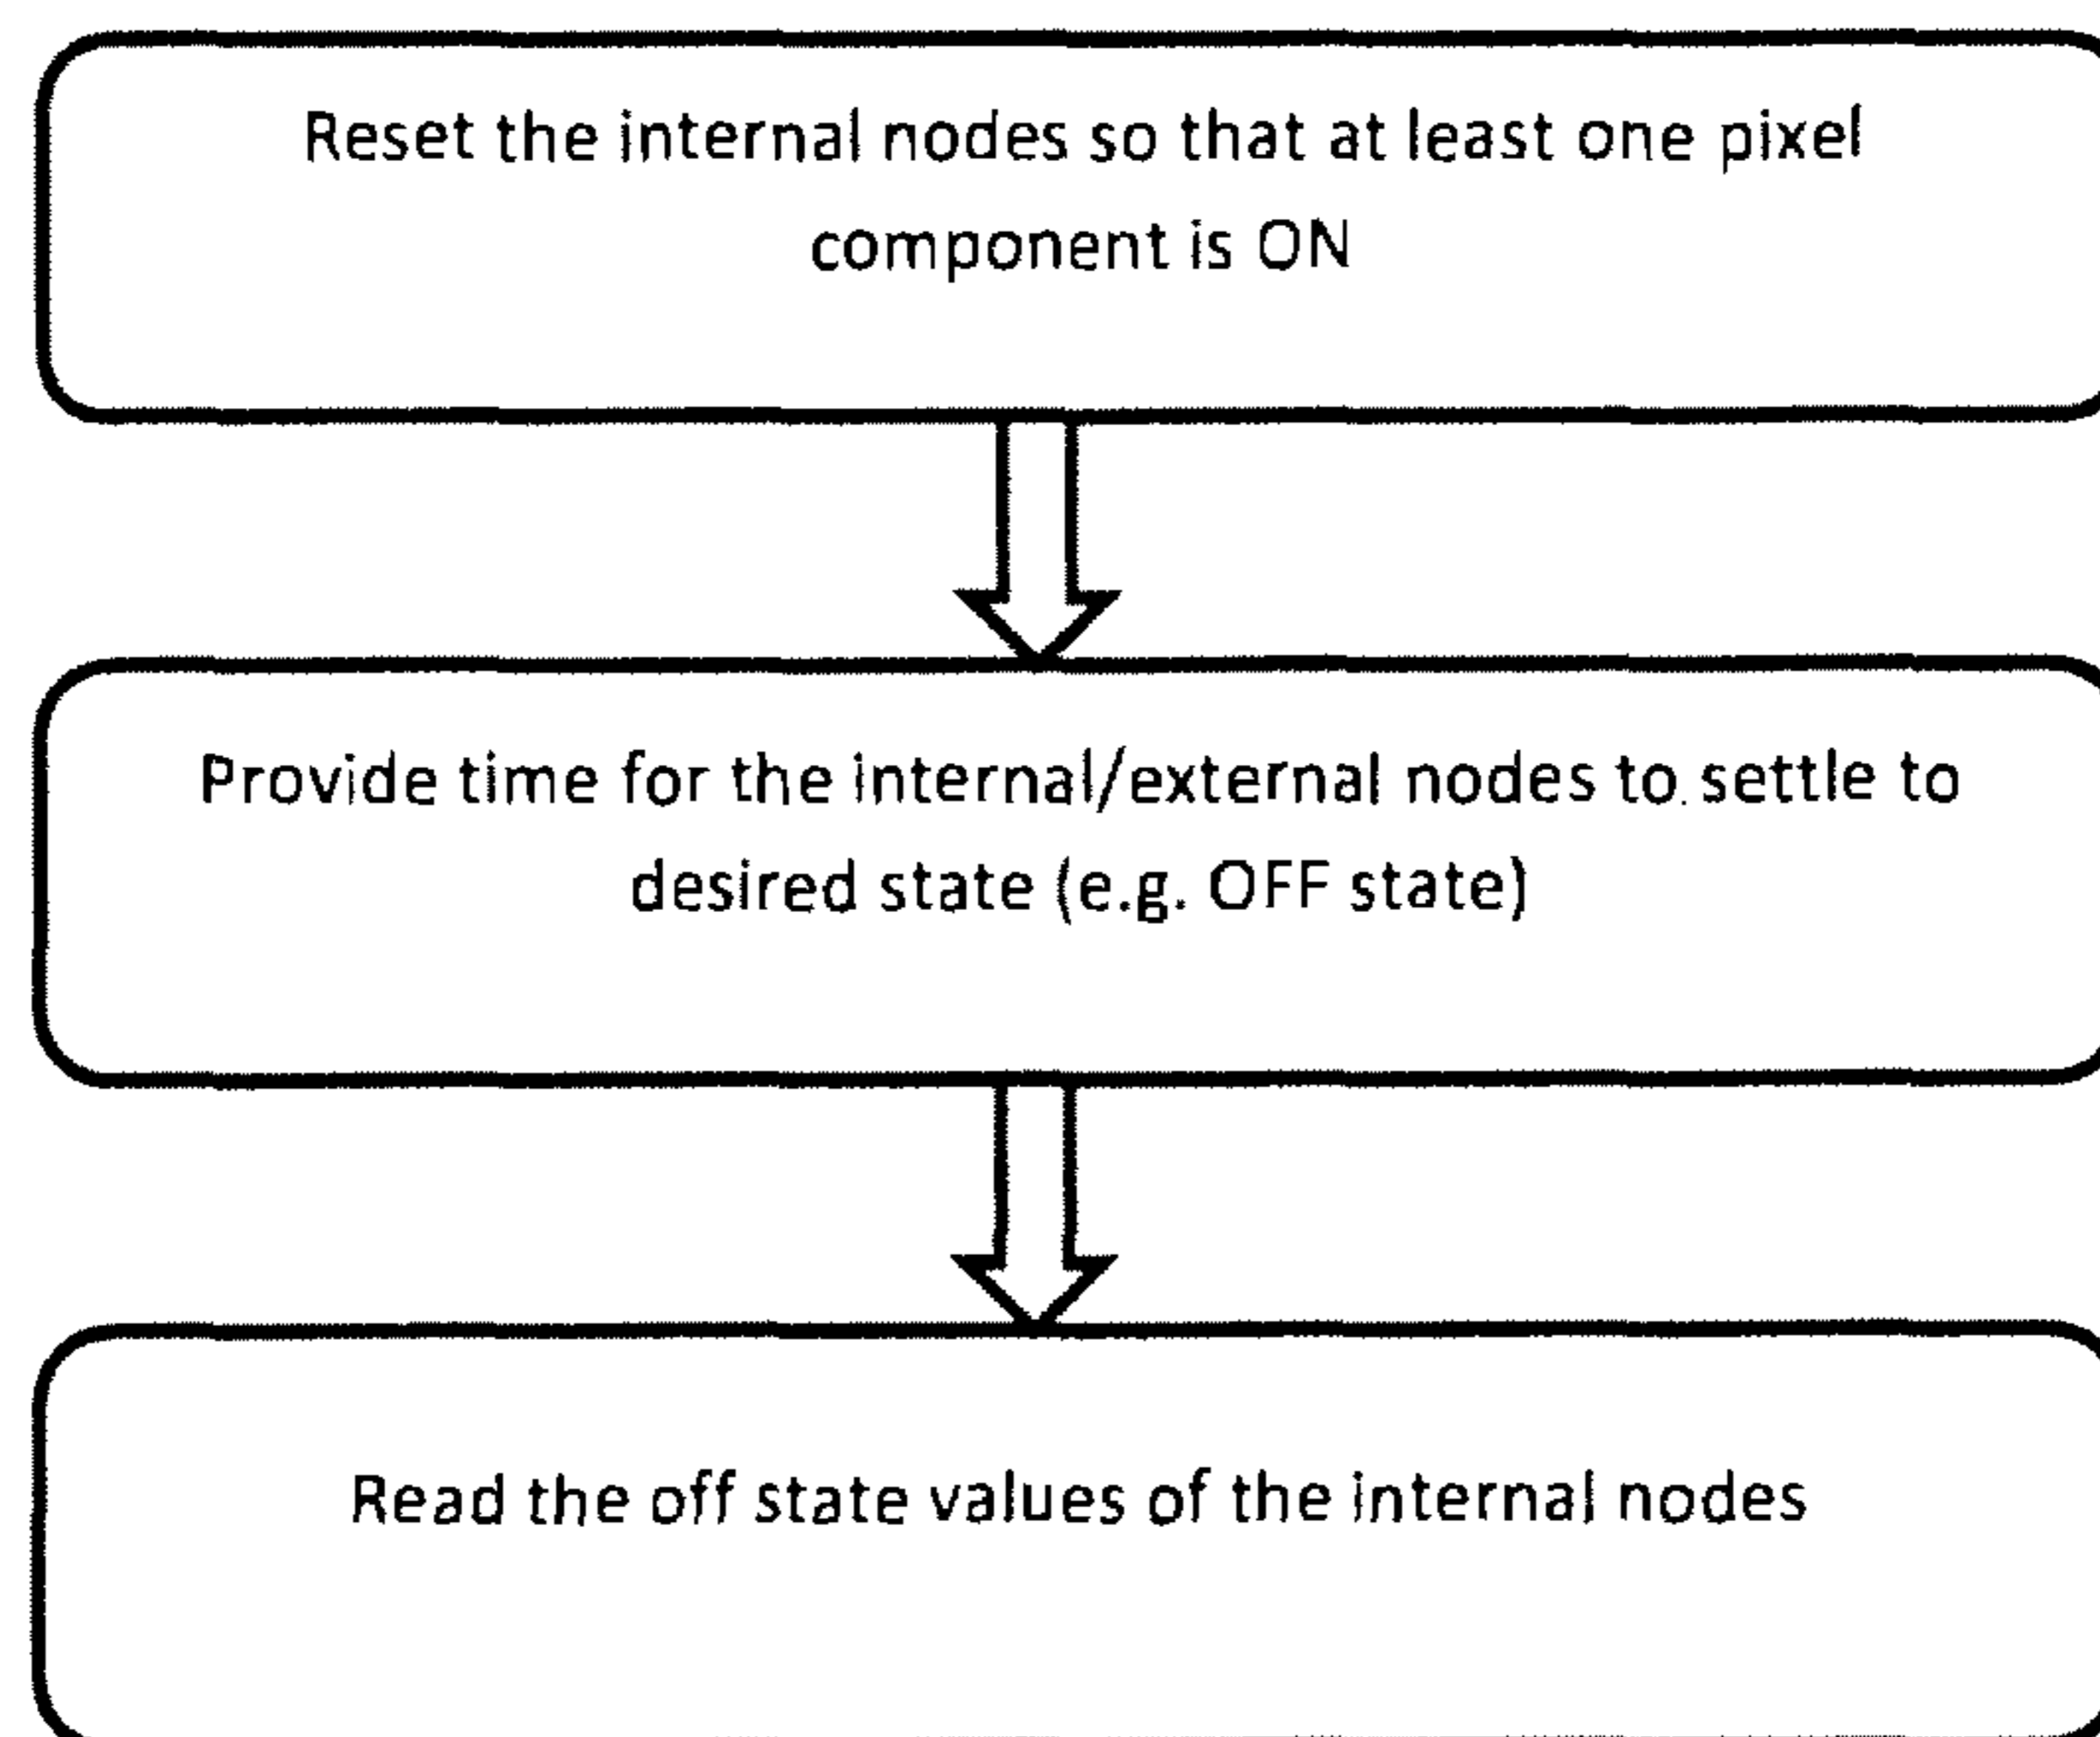 Reset the internal nodes so that at least one pixel
component is ON
Provide time for the internal/external nodes to settle to
desired state (e.g. OFF state)
Read the off state values of the internal nodes